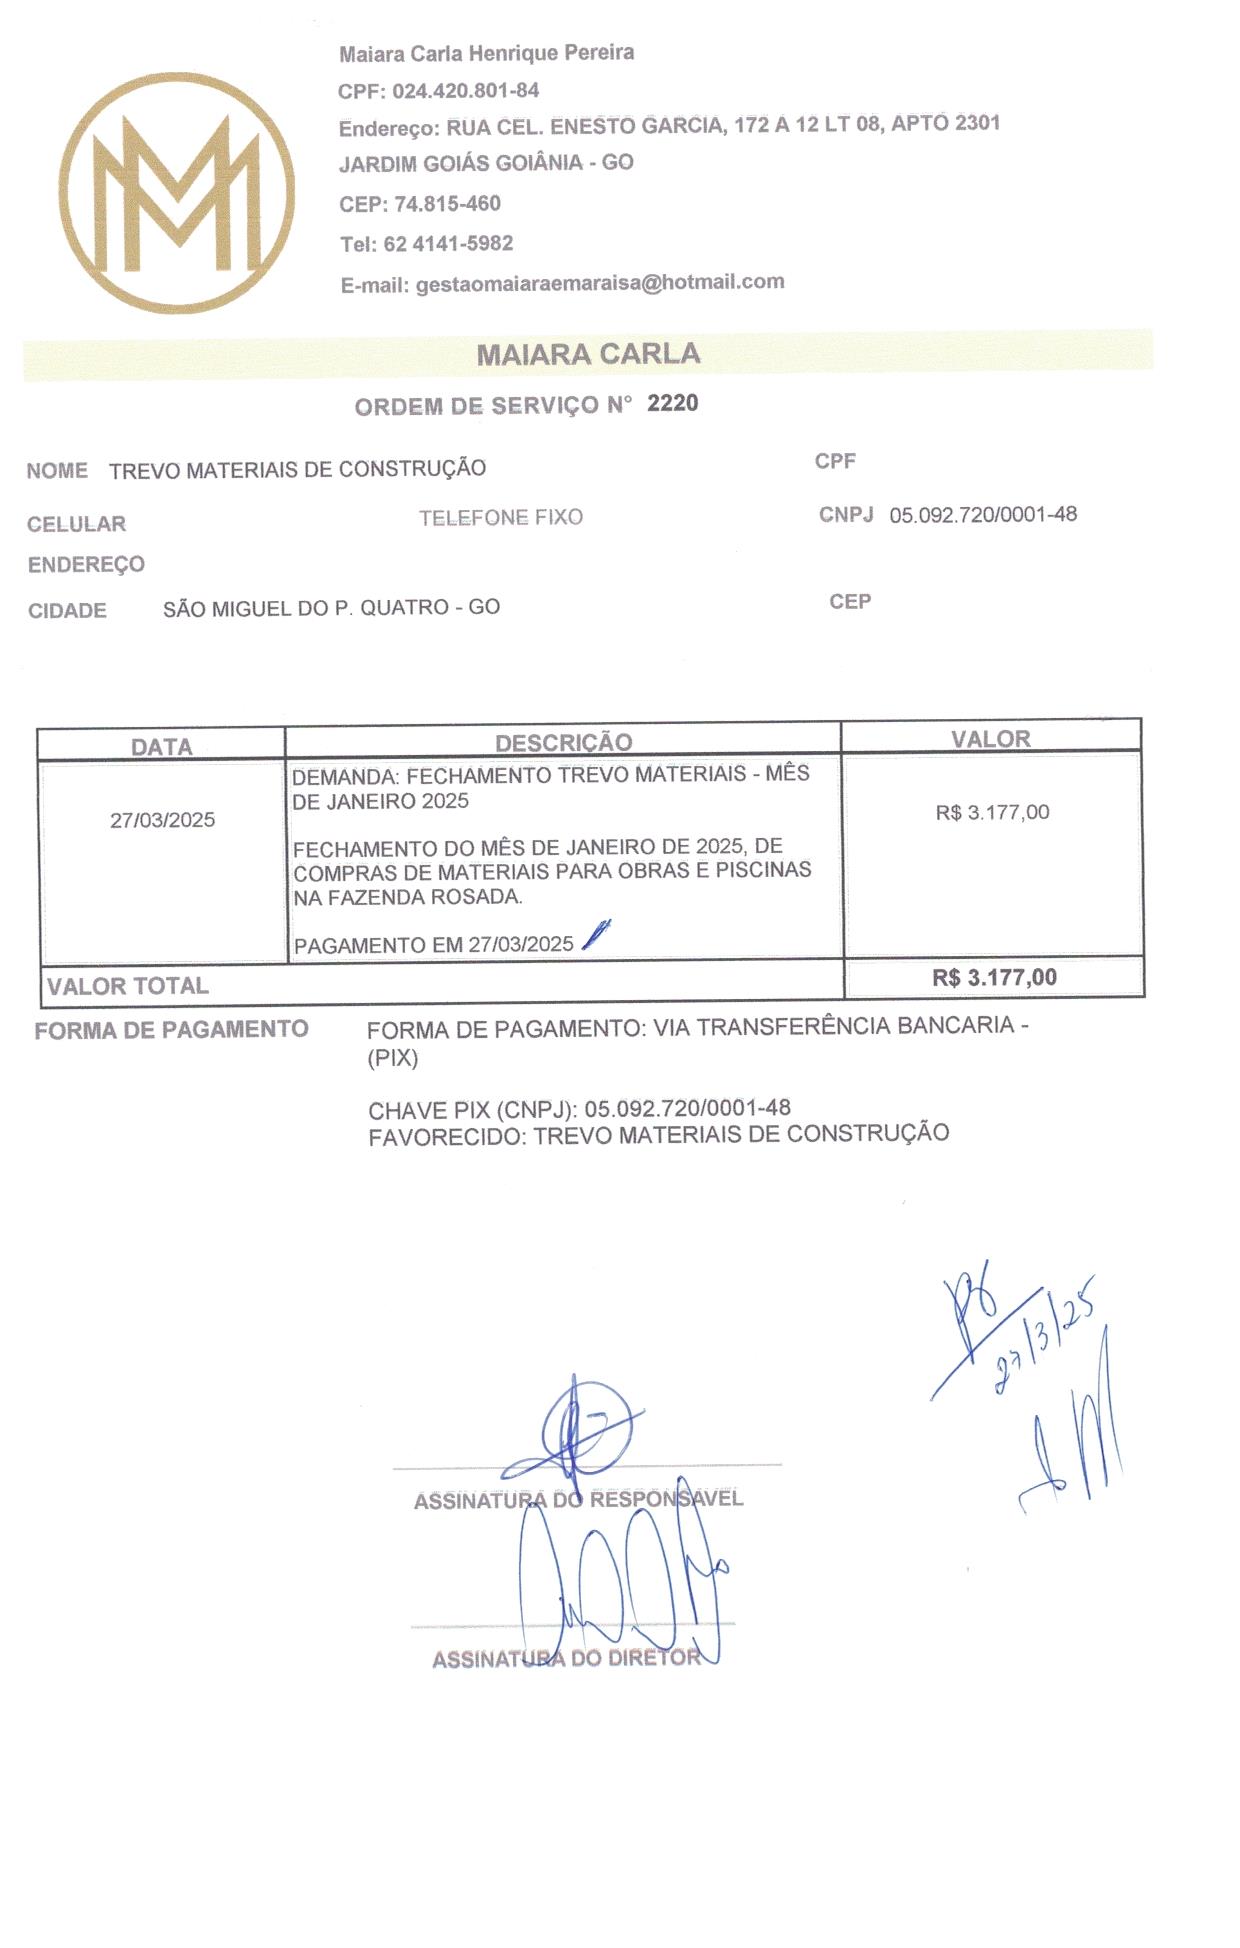 Maiara Carla Henrique Pereira
CPF: 024.420.801-84
Endereço: RUA CEL. ENESTO GARCIA, 172 A 12 LT 08, APTO 2301
JARDIM GOIÁS GOIÂNIA - GO
CEP: 74.815-460
Tel: 62 4141-5982
E-mail: gestaomaiaraemaraisa@hotmail.com
MAIARA CARLA
ORDEM DE SERVIÇO N° 2220
NOME TREVO MATERIAIS DE CONSTRUÇÃO CPF
CELULAR TELEFONE FIXO CNPJ 05.092.720/0001-48
ENDEREÇO
CIDADE SÃO MIGUEL DO P. QUATRO - GO CEP
DATA DESCRIÇÃO VALOR
DEMANDA: FECHAMENTO TREVO MATERIAIS - MÊS
DE JANEIRO 2025
27/03/2025 R$ 3.177,00
FECHAMENTO DO MÊS DE JANEIRO DE 2025, DE
COMPRAS DE MATERIAIS PARA OBRAS E PISCINAS
NA FAZENDA ROSADA.
PAGAMENTO EM 27/03/2025
VALOR TOTAL R$ 3.177,00
FORMA DE PAGAMENTO FORMA DE PAGAMENTO: VIA TRANSFERÊNCIA BANCARIA -
(PIX)
CHAVE PIX (CNPJ): 05.092.720/0001-48
FAVORECIDO: TREVO MATERIAIS DE CONSTRUÇÃO
27/3/25
ASSINATURA DO RESPONSÁVEL
ASSINATURA DO DIRETOR